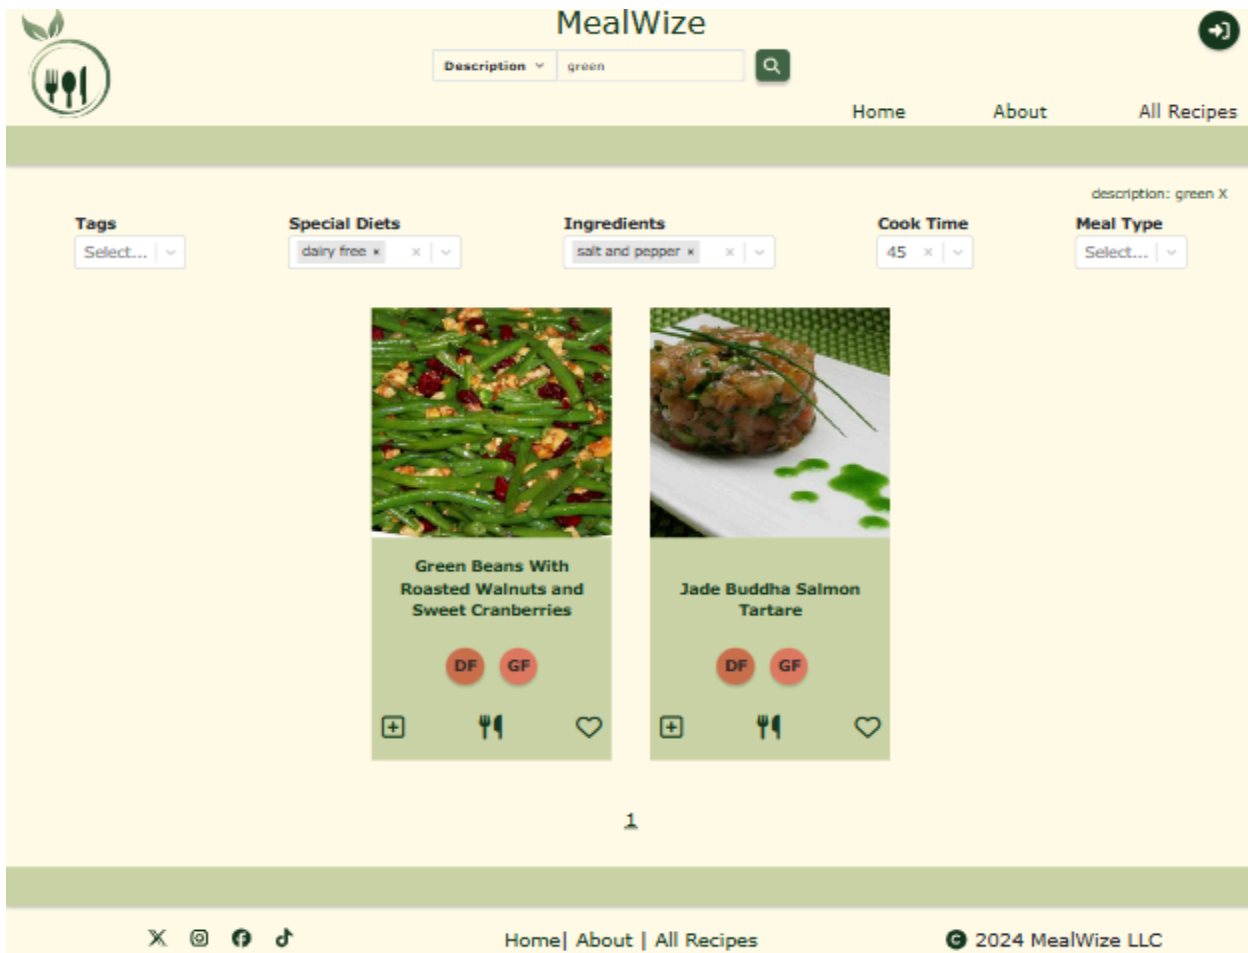 MealWize
Description green
Home About All Recipes
description: green X
Tags Special Diets Ingredients Cook Time Meal Type
Select... dairy free × salt and pepper × 45 Select...
Green Beans With
Roasted Walnuts and
Sweet Cranberries
DF GF
Jade Buddha Salmon
Tartare
DF GF
1
Home| About | All Recipes
© 2024 MealWize LLC